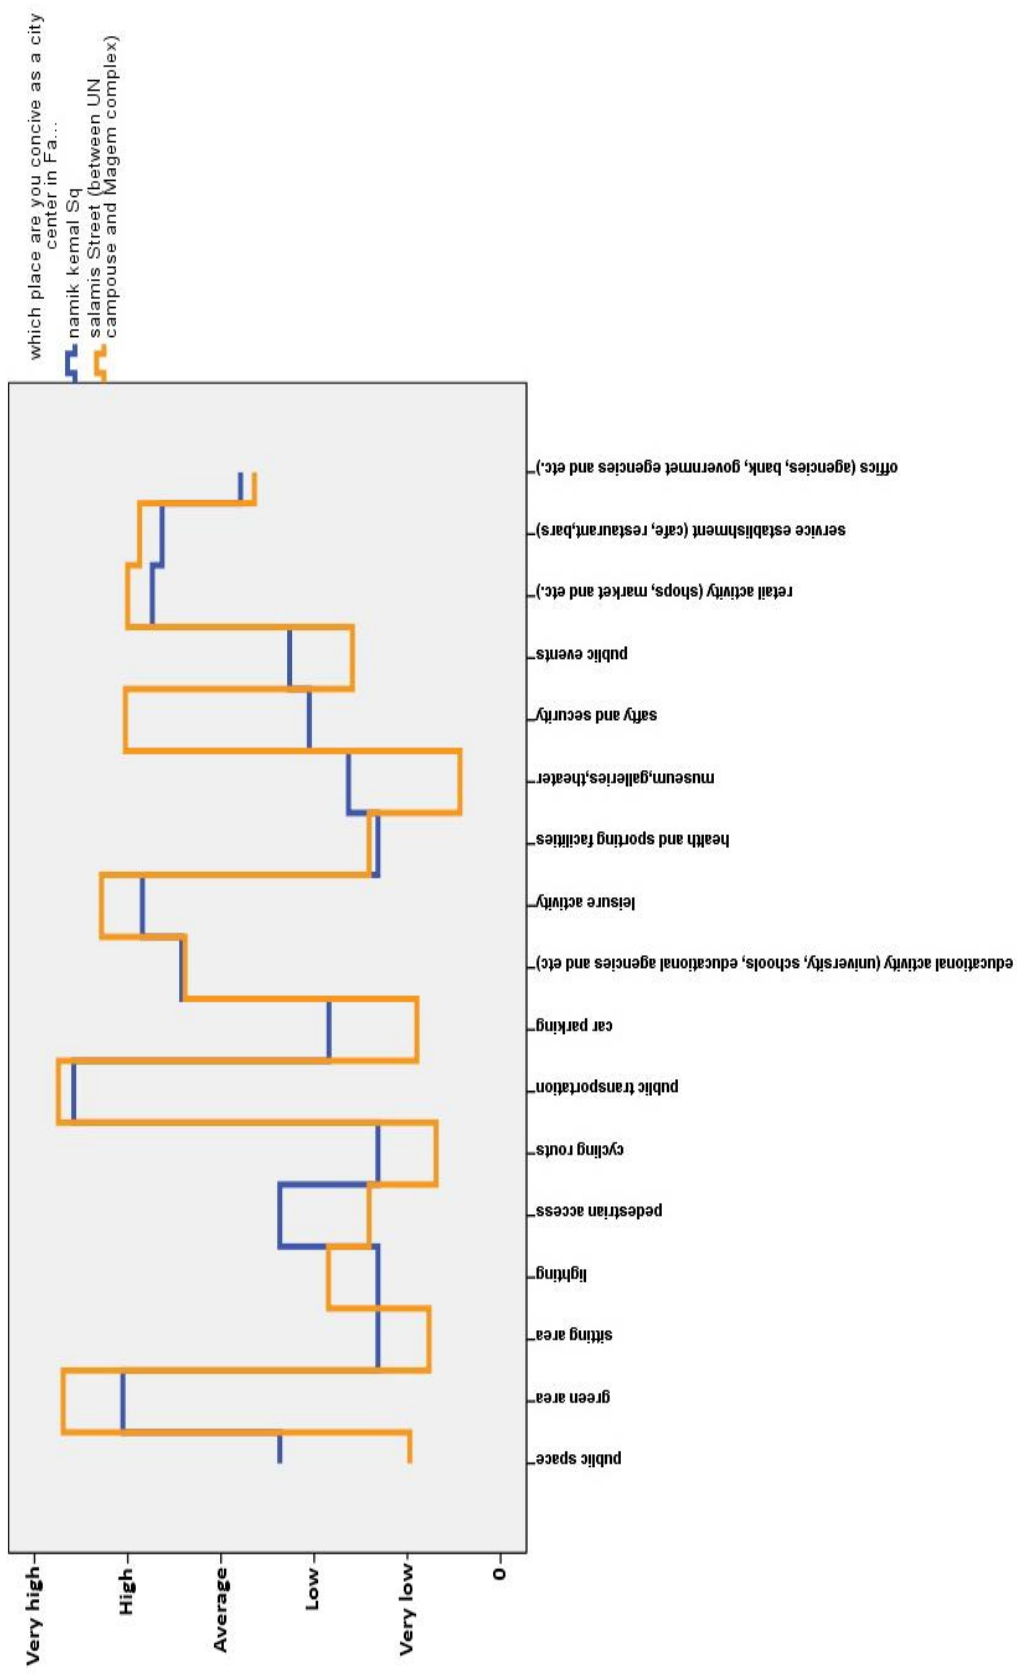 which place are you concive as a city
center in Fa...
namik kemal Sq
salamis Street (between UN
campouse and Magem complex)
Very high
High
Average
Low
Very low
0
public space
green area
sitting area
lighting
pedestrian access
cycling routs
public transportation
car parking
educational activity (university, schools, educational agencies and etc)
leisure activity
health and sporting facilities
museum,galleries,theater
safty and security
public events
retail activity (shops, market and etc.)
service establishment (cafe, restaurant,bars)
offics (agencies, bank, governmet egencies and etc.)